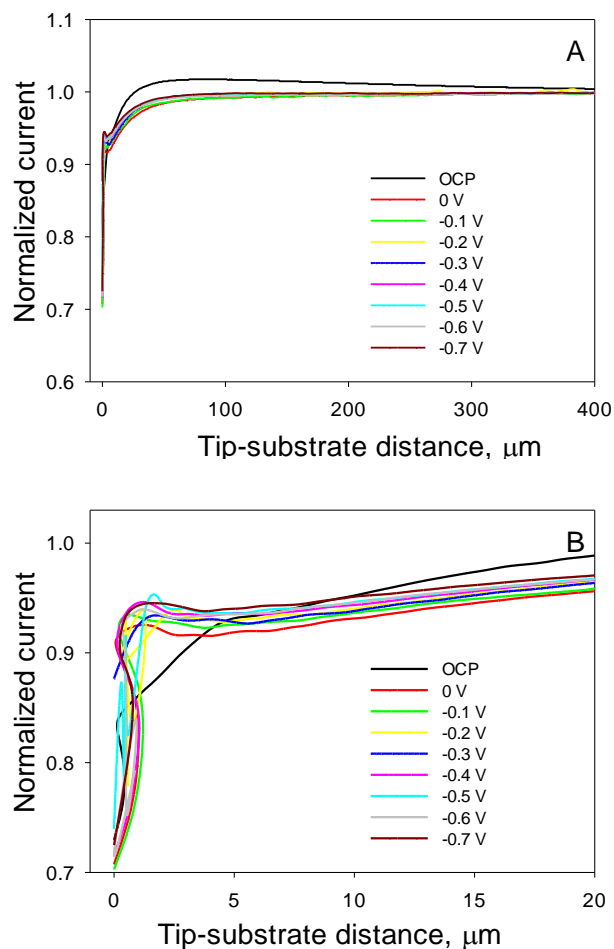 A
1.1
1.0
0.9
0.8
0.7
0.6
Normalized current
OCP
0 V
-0.1 V
-0.2 V
-0.3 V
-0.4 V
-0.5 V
-0.6 V
-0.7 V
0 100 200 300 400
Tip-substrate distance, μm
B
1.0
0.9
0.8
0.7
Normalized current
OCP
0 V
-0.1 V
-0.2 V
-0.3 V
-0.4 V
-0.5 V
-0.6 V
-0.7 V
0 5 10 15 20
Tip-substrate distance, μm